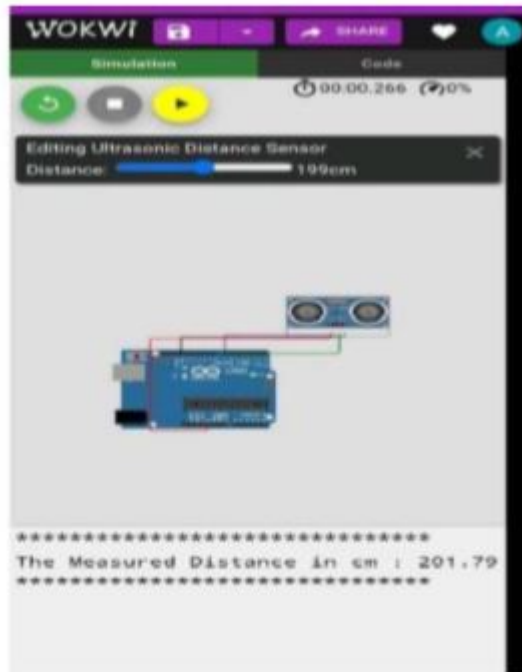 WOKWI SHARE A
Simulation Code
00:00.266 0%
Editing Ultrasonic Distance Sensor
Distance: 199cm
*******************************
The Measured Distance in cm : 201.79
*******************************